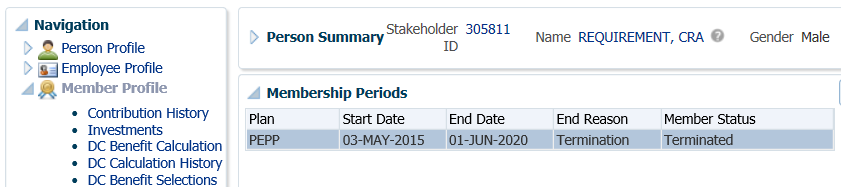 Navigation
Person Profile
Employee Profile
Member Profile
Contribution History
Investments
DC Benefit Calculation
DC Calculation History
DC Benefit Selections
Person Summary Stakeholder ID 305811 Name REQUIREMENT, CRA Gender Male
Membership Periods
Plan Start Date End Date End Reason Member Status
PEPP 03-MAY-2015 01-JUN-2020 Termination Terminated